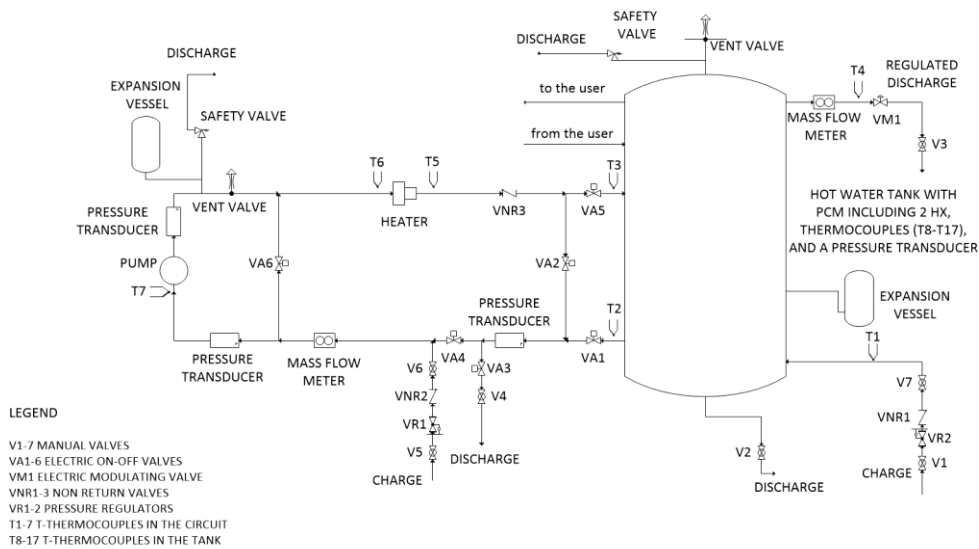 SAFETY
VALVE
DISCHARGE
VENT VALVE
DISCHARGE
EXPANSION
VESSEL
SAFETY VALVE
to the user
from the user
T4
REGULATED
DISCHARGE
MASS FLOW
METER
VM1
V3
T6
T5
T3
PRESSURE
TRANSDUCER
VENT VALVE
HEATER
VNR3
VA5
HOT WATER TANK WITH
PCM INCLUDING 2 HX,
THERMOCOUPLES (T8-T17),
AND A PRESSURE TRANSDUCER
PUMP
T7
VA6
VA2
PRESSURE
TRANSDUCER
T2
EXPANSION
VESSEL
T1
PRESSURE
TRANSDUCER
MASS FLOW
METER
VA4
VA1
V6
VA3
VNR2
V4
VR1
V5
DISCHARGE
CHARGE
V7
VNR1
VR2
V2
V1
DISCHARGE
CHARGE
LEGEND
V1-7 MANUAL VALVES
VA1-6 ELECTRIC ON-OFF VALVES
VM1 ELECTRIC MODULATING VALVE
VNR1-3 NON RETURN VALVES
VR1-2 PRESSURE REGULATORS
T1-7 T-THERMOCOUPLES IN THE CIRCUIT
T8-17 T-THERMOCOUPLES IN THE TANK